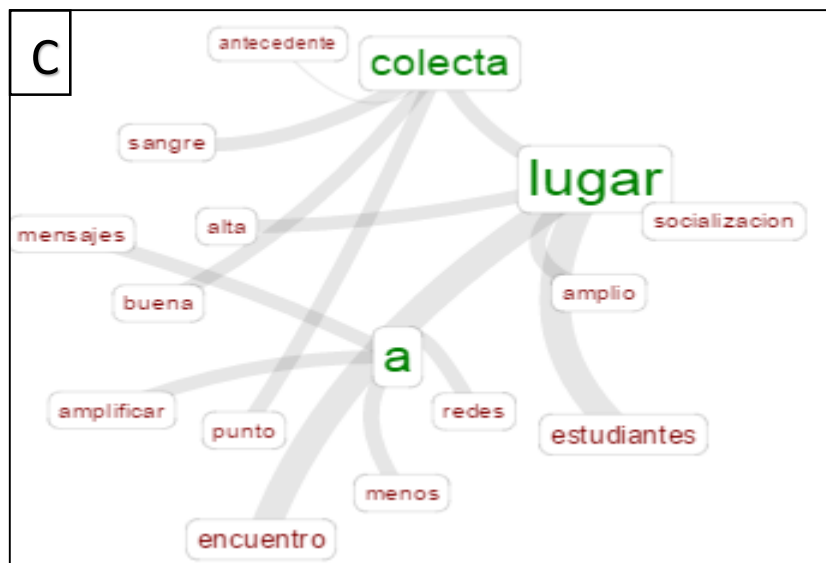 C
antecedente
colecta
sangre
lugar
socializacion
alta
mensajes
buena
amplio
a
amplificar
redes
punto
estudiantes
menos
encuentro